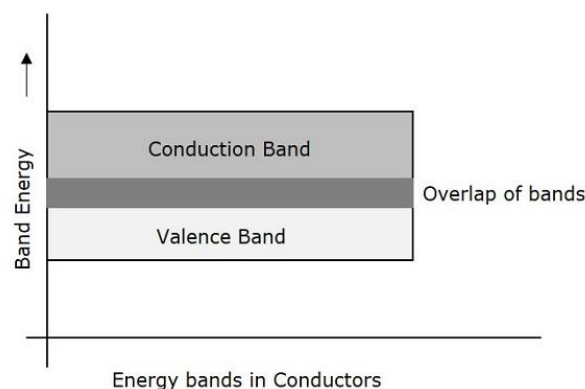 Band Energy
Conduction Band
Overlap of bands
Valence Band
Energy bands in Conductors